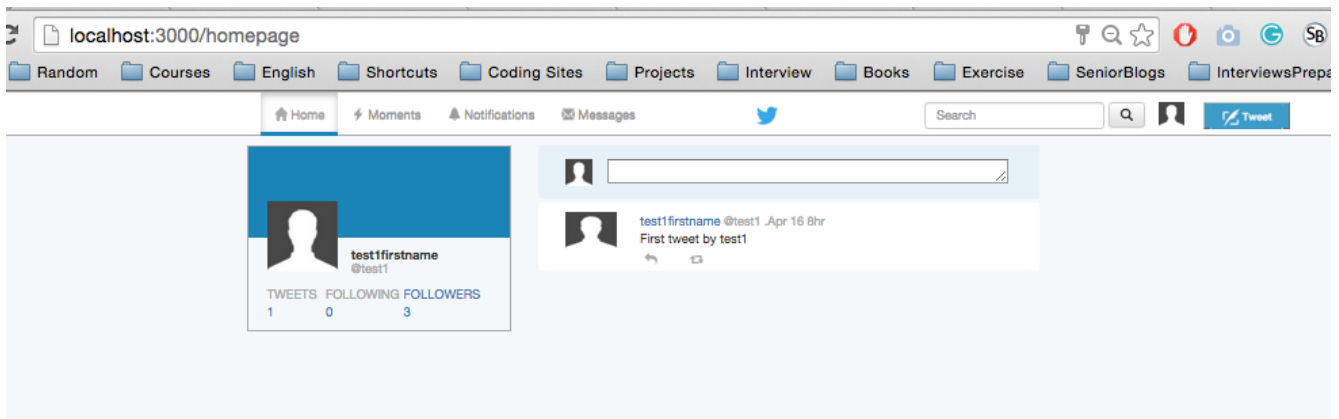 localhost:3000/homepage
SB
Random Courses English Shortcuts Coding Sites Projects Interview Books Exercise SeniorBlogs InterviewsPrepa
Home Moments Notifications Messages Search Tweet
test1firstname @test1 .Apr 16 8hr
First tweet by test1
test1firstname
@test1
TWEETS FOLLOWING FOLLOWERS
1 0 3